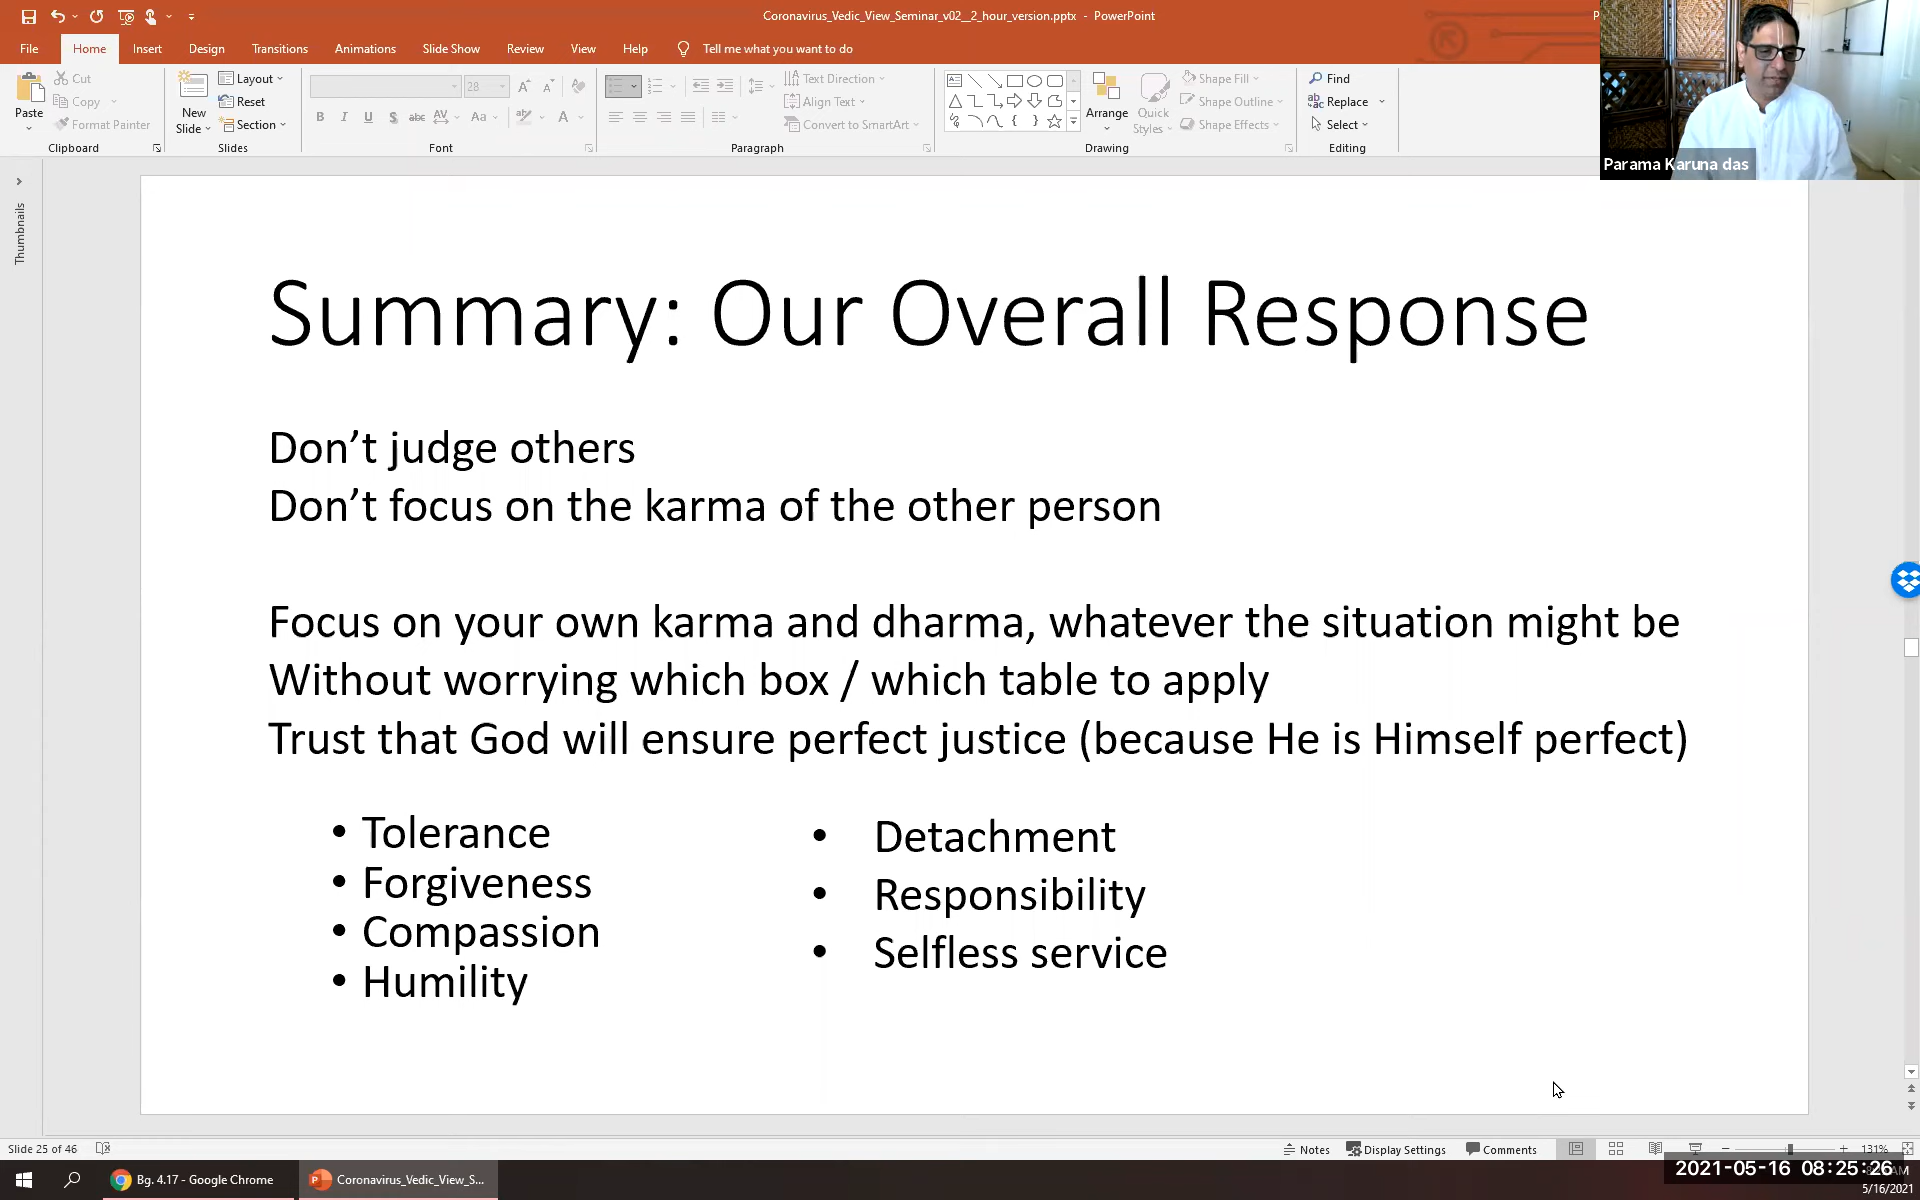 Coronavirus_Vedic_View_Seminar_v02__2_hour_version.pptx - PowerPoint
File Home Insert Design Transitions Animations Slide Show Review View Help Tell me what you want to do
Paste
Cut
Copy
Format Painter
Clipboard
New
Slide
Layout
Reset
Section
Slides
28
B I U S abc AV Aa A
Font
Text Direction
Align Text
Convert to SmartArt
Paragraph
Arrange
Quick
Styles
Shape Fill
Shape Outline
Shape Effects
Drawing
Find
Replace
Select
Editing
Parama Karuna das
Thumbnails
Summary: Our Overall Response
Don’t judge others
Don’t focus on the karma of the other person
Focus on your own karma and dharma, whatever the situation might be
Without worrying which box / which table to apply
Trust that God will ensure perfect justice (because He is Himself perfect)
• Tolerance
• Forgiveness
• Compassion
• Humility
• Detachment
• Responsibility
• Selfless service
Slide 25 of 46
Notes Display Settings Comments 131%
Bg. 4.17 - Google Chrome
Coronavirus_Vedic_View_S...
2021-05-16 08:25:26
5/16/2021